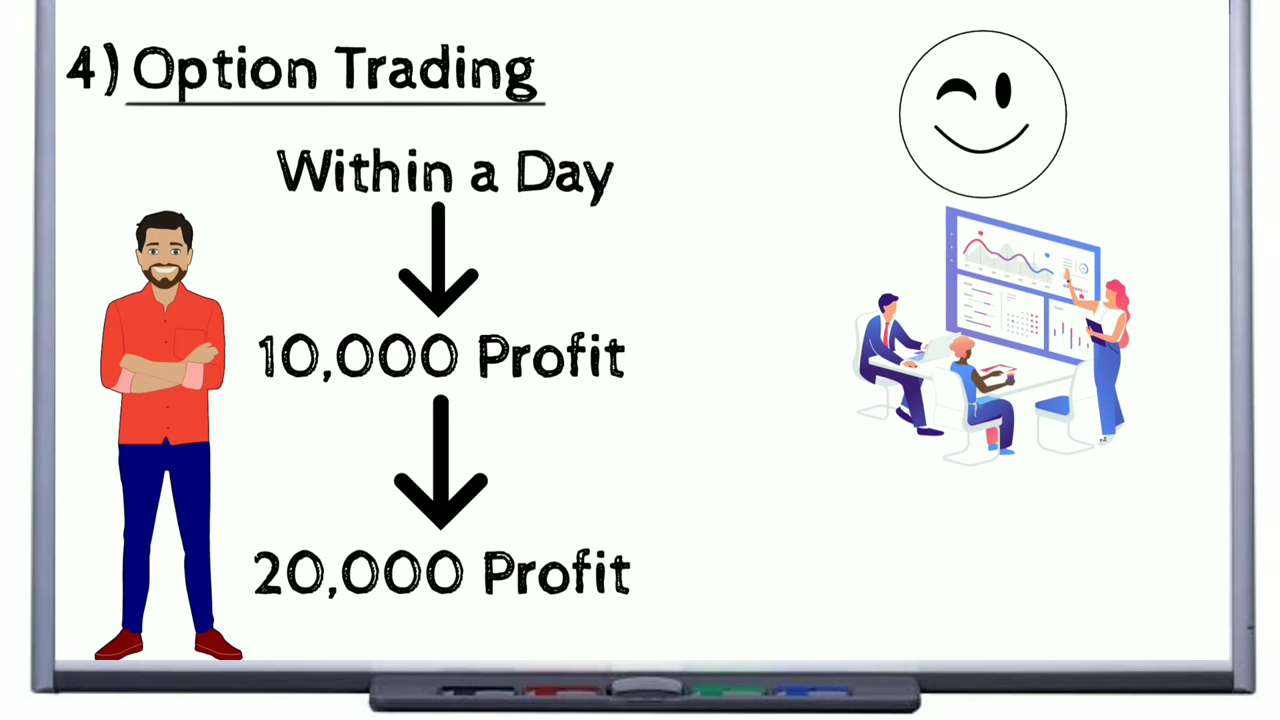 4) Option Trading
Within a Day
10,000 Profit
20,000 Profit